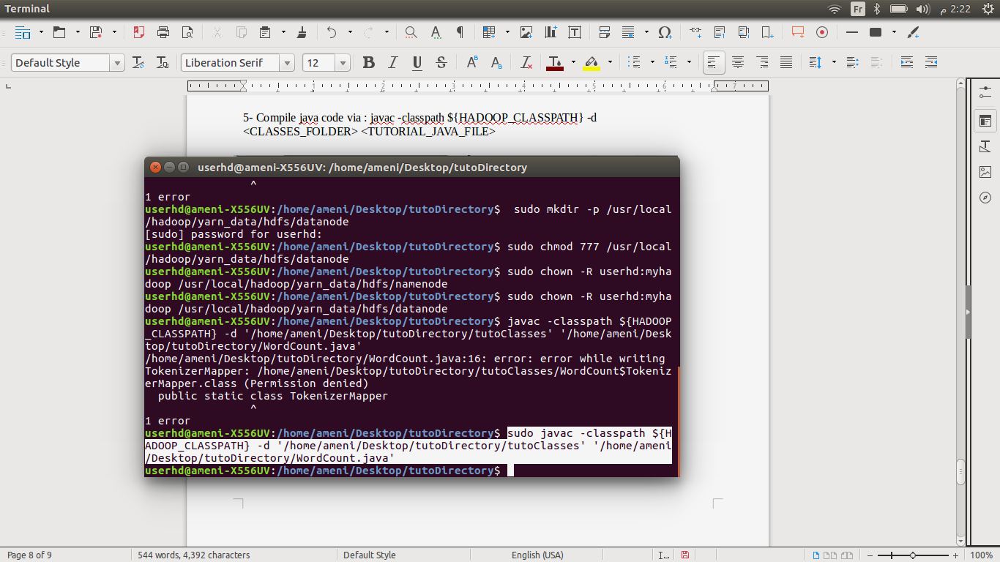 Terminal
Fr
2:22 م
Default Style
Liberation Serif
12
1 2 3 4 5 6 7
5- Compile java code via : javac -classpath ${HADOOP_CLASSPATH} -d
<CLASSES_FOLDER> <TUTORIAL_JAVA_FILE>
userhd@ameni-X556UV: /home/ameni/Desktop/tutoDirectory
^
1 error
userhd@ameni-X556UV:/home/ameni/Desktop/tutoDirectory$  sudo mkdir -p /usr/local
/hadoop/yarn_data/hdfs/datanode
[sudo] password for userhd:
userhd@ameni-X556UV:/home/ameni/Desktop/tutoDirectory$ sudo chmod 777 /usr/local
/hadoop/yarn_data/hdfs/datanode
userhd@ameni-X556UV:/home/ameni/Desktop/tutoDirectory$ sudo chown -R userhd:myha
doop /usr/local/hadoop/yarn_data/hdfs/namenode
userhd@ameni-X556UV:/home/ameni/Desktop/tutoDirectory$ sudo chown -R userhd:myha
doop /usr/local/hadoop/yarn_data/hdfs/datanode
userhd@ameni-X556UV:/home/ameni/Desktop/tutoDirectory$ javac -classpath ${HADOOP
_CLASSPATH} -d '/home/ameni/Desktop/tutoDirectory/tutoClasses' '/home/ameni/Desk
top/tutoDirectory/WordCount.java'
/home/ameni/Desktop/tutoDirectory/WordCount.java:16: error: error while writing
TokenizerMapper: /home/ameni/Desktop/tutoDirectory/tutoClasses/WordCount$Tokeniz
erMapper.class (Permission denied)
  public static class TokenizerMapper
^
1 error
userhd@ameni-X556UV:/home/ameni/Desktop/tutoDirectory$ sudo javac -classpath ${H
ADOOP_CLASSPATH} -d '/home/ameni/Desktop/tutoDirectory/tutoClasses' '/home/ameni
/Desktop/tutoDirectory/WordCount.java'
userhd@ameni-X556UV:/home/ameni/Desktop/tutoDirectory$
Page 8 of 9
544 words, 4,392 characters
Default Style
English (USA)
100%